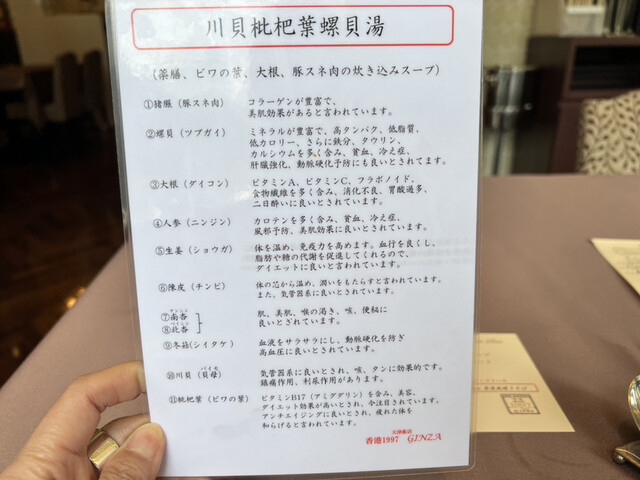 川貝枇杷葉螺貝湯
(薬膳、ビワの葉、大根、豚スネ肉の炊き込みスープ)
①猪𦟌(豚スネ肉) コラーゲンが豊富で、
美肌効果があると言われています。
②螺貝(ツブガイ) ミネラルが豊富で、高タンパク、低脂質、
低カロリー、さらに鉄分、タウリン、
カルシウムを多く含み、貧血、冷え症、
肝臓強化、動脈硬化予防にも良いとされてます。
③大根(ダイコン) ビタミンA、ビタミンC、フラボノイド、
食物繊維を多く含み、消化不良、胃酸過多、
二日酔いに良いとされています。
④人参(ニンジン) カロテンを多く含み、貧血、冷え症、
風邪予防、美肌効果に良いとされています。
⑤生姜(ショウガ) 体を温め、免疫力を高めます。血行を良くし、
脂肪や糖の代謝を促進してくれるので、
ダイエットに良いと言われています。
⑥陳皮(チンピ) 体の芯から温め、潤いをもたらすと言われています。
また、気管器系に良いとされています。
⑦南杏
⑧北杏
肌、美肌、喉の渇き、咳、便秘に
良いとざれています。
⑨冬菇(シイタケ) 血液をサラサラにし、動脈硬化を防ぎ
高血圧に良いとされています。
⑩川貝(貝母) 気管器系に良いとされ、咳、タンに効果的です。
鎮痛作用、利尿作用があります。
⑪枇杷葉(ビワの葉) ビタミンB17(アミグダリン)を含み、美容、
ダイエット効果が高いとされ、今注目されています。
アンチエイジングに良いとされ、疲れた体を
和らげると言われています。
天津飯店
香港1997 GINZA